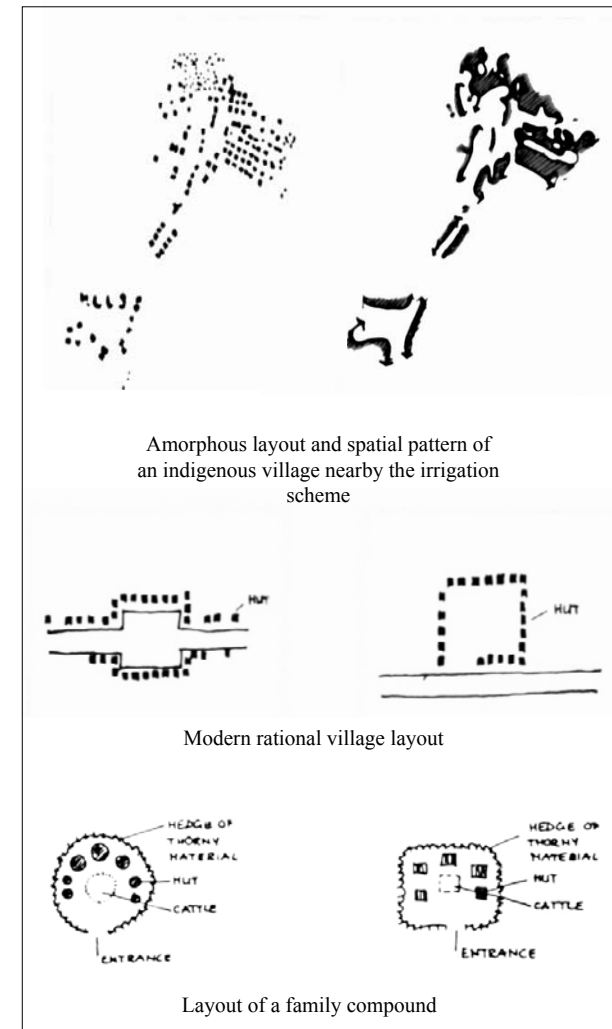 Amorphous layout and spatial pattern of
an indigenous village nearby the irrigation
scheme
HUT
HUT
Modern rational village layout
HEDGE OF
THORNY
MATERIAL
HUT
CATTLE
ENTRANCE
HEDGE OF
THORNY
MATERIAL
HUT
CATTLE
ENTRANCE
Layout of a family compound